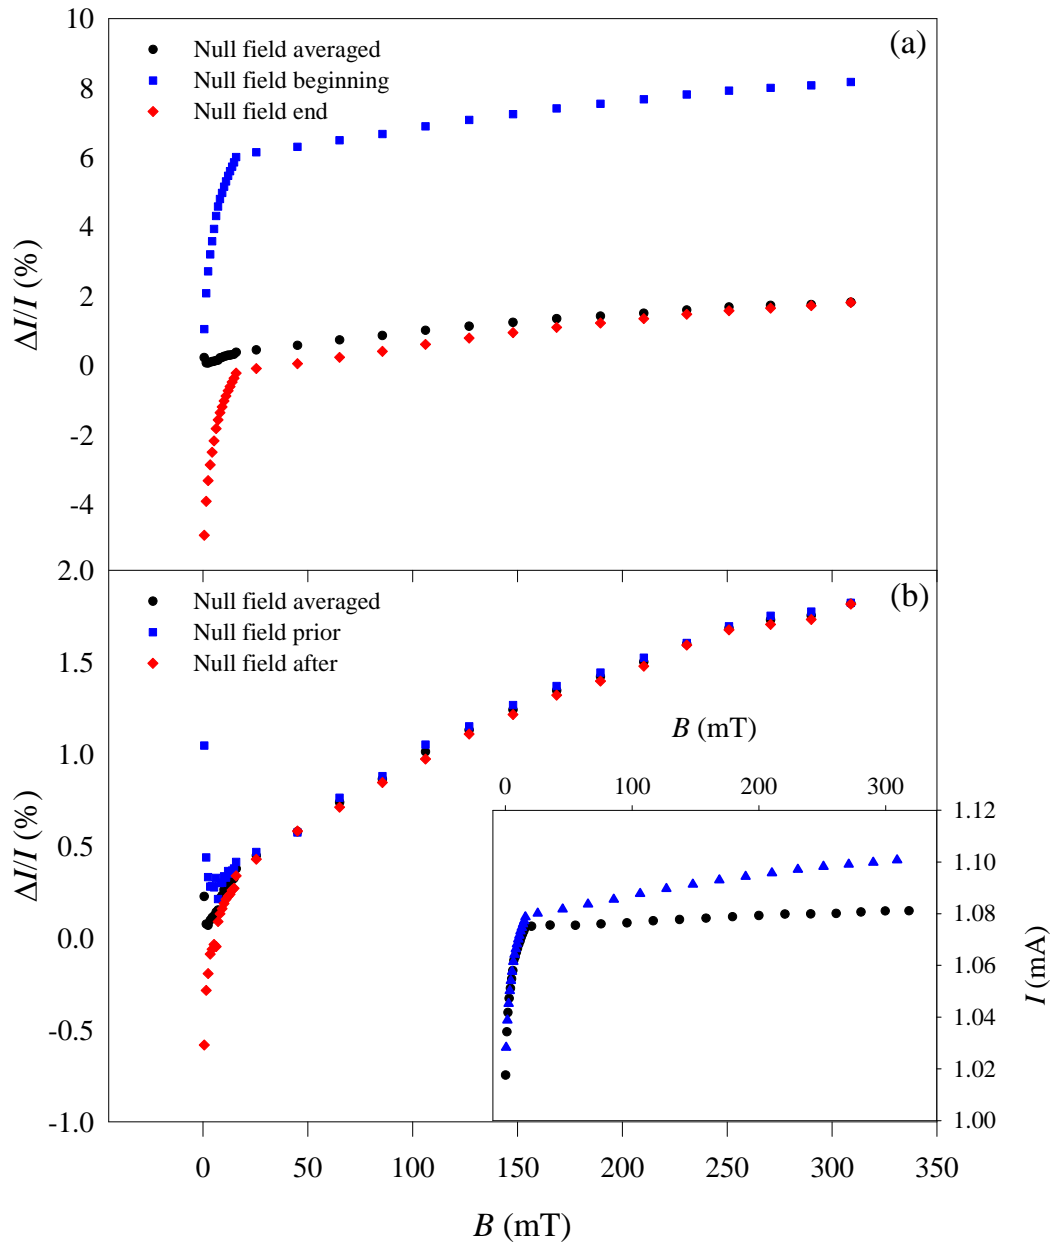 10
8
6
4
2
0
-2
-4
ΔI/I (%)
Null field averaged
Null field beginning
Null field end
(a)
2.0
1.5
1.0
0.5
0.0
-0.5
-1.0
ΔI/I (%)
Null field averaged
Null field prior
Null field after
(b)
B (mT)
0 100 200 300
1.12
1.10
1.08
1.06
1.04
1.02
1.00
I (mA)
0 50 100 150 200 250 300 350
B (mT)